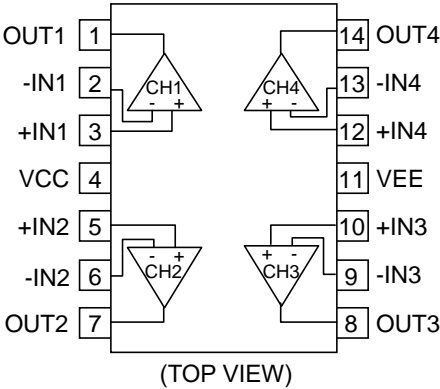 OUT1 1 14 OUT4
-IN1 2 CH1 CH4 13 -IN4
- + + -
+IN1 3 12 +IN4
VCC 4 11 VEE
+IN2 5 10 +IN3
- + + -
-IN2 6 CH2 CH3 9 -IN3
OUT2 7 8 OUT3
(TOP VIEW)